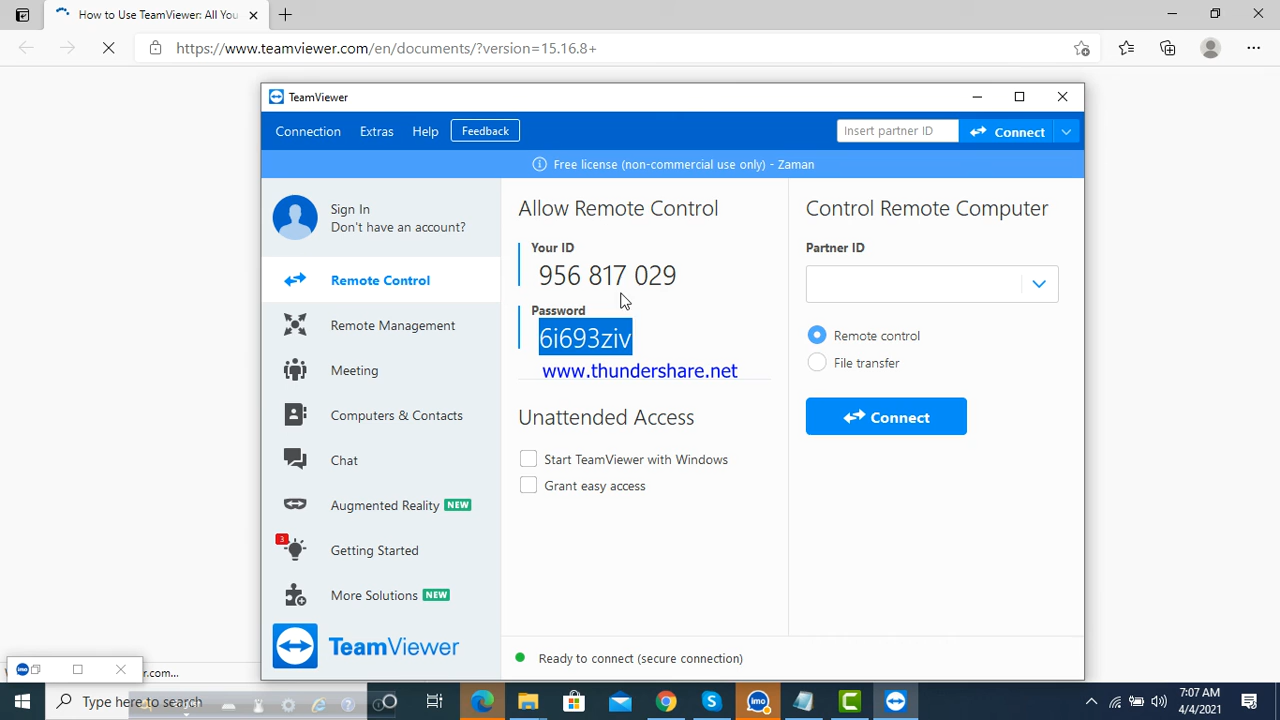 How to Use TeamViewer: All You
https://www.teamviewer.com/en/documents/?version=15.16.8+
TeamViewer
Connection Extras Help Feedback Insert partner ID Connect
Free license (non-commercial use only) - Zaman
Sign In
Don't have an account?
Remote Control
Remote Management
Meeting
Computers & Contacts
Chat
Augmented Reality NEW
3
Getting Started
More Solutions NEW
TeamViewer
Allow Remote Control
Your ID
956 817 029
Password
6i693ziv
www.thundershare.net
Unattended Access
Start TeamViewer with Windows
Grant easy access
Control Remote Computer
Partner ID
Remote control
File transfer
Connect
Ready to connect (secure connection)
imo
er.com...
Type here to search
imo
7:07 AM
4/4/2021